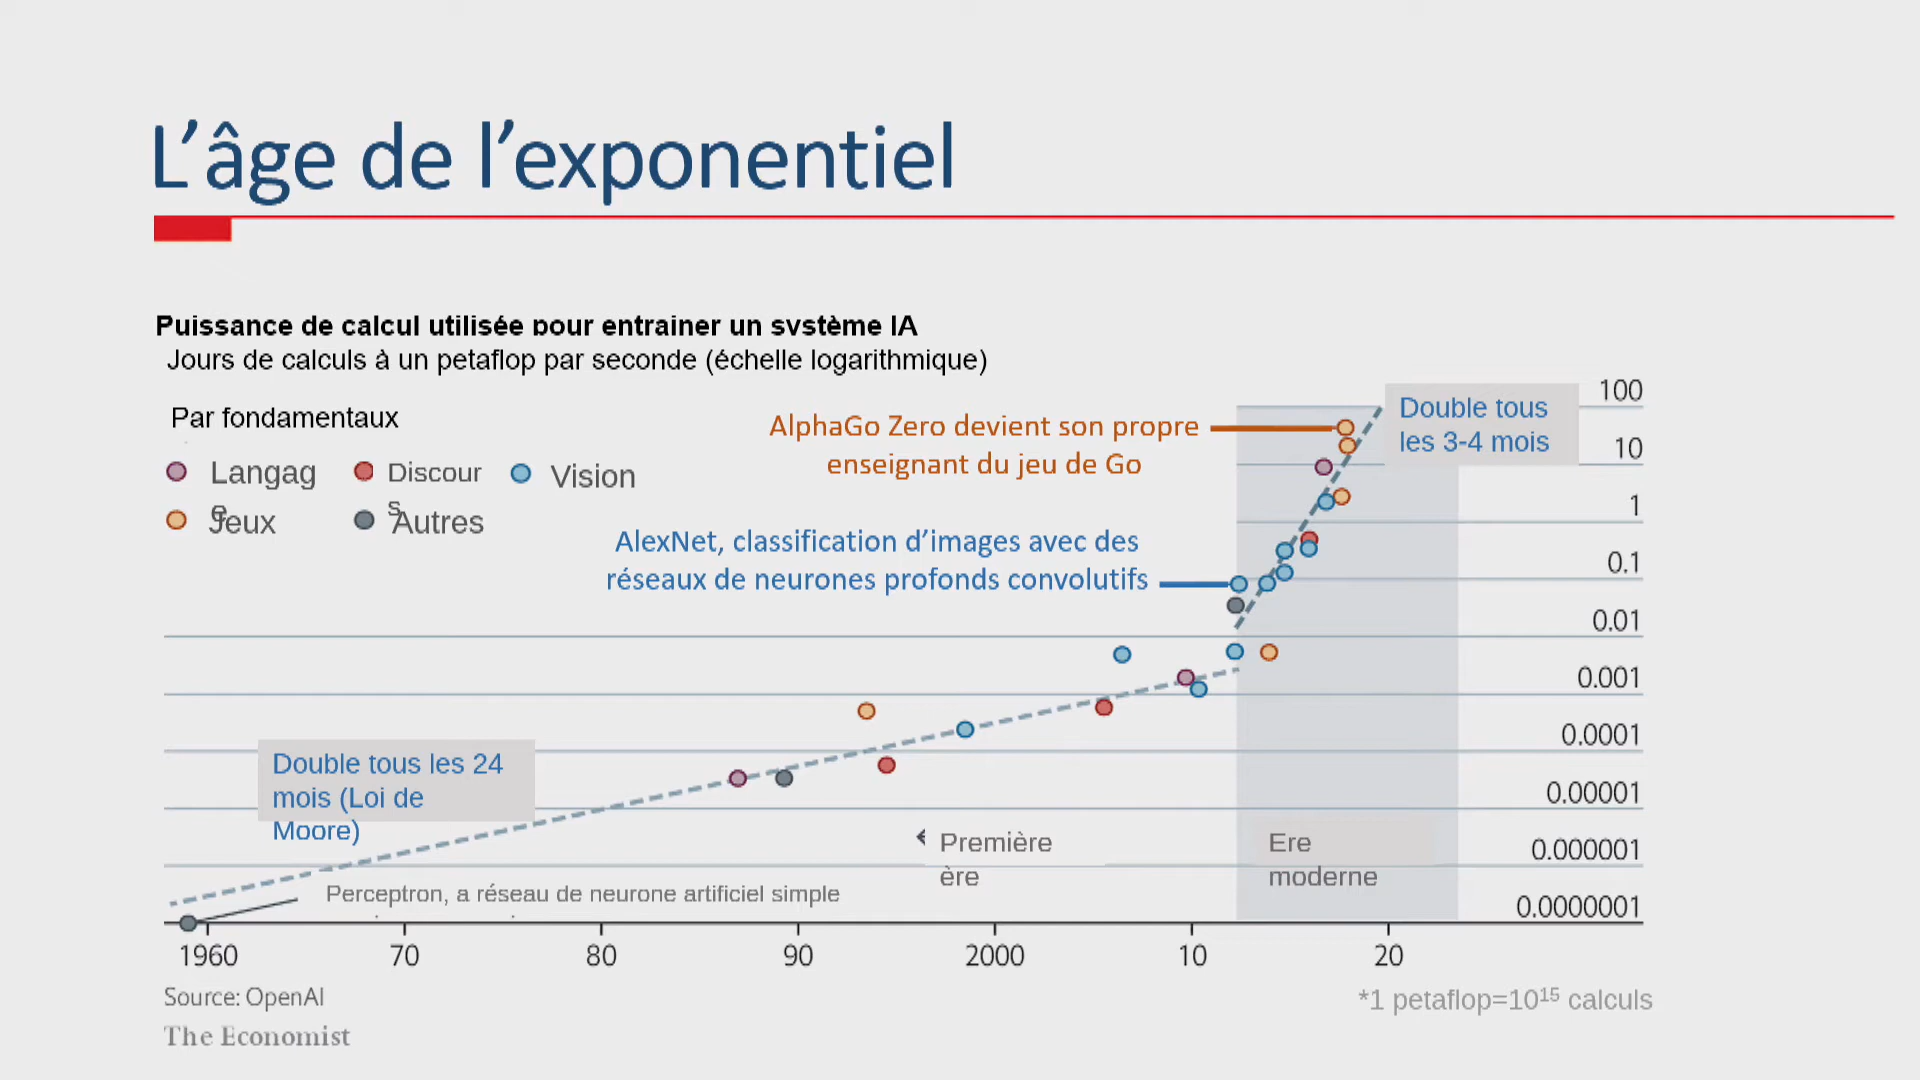 L’âge de l’exponentiel
Puissance de calcul utilisée pour entrainer un système IA
Jours de calculs à un petaflop par seconde (échelle logarithmique)
Par fondamentaux
Langag
e
Discour
s
Vision
Jeux
Autres
AlphaGo Zero devient son propre
enseignant du jeu de Go
AlexNet, classification d’images avec des
réseaux de neurones profonds convolutifs
Double tous
les 3-4 mois
100
10
1
0.1
0.01
0.001
0.0001
0.00001
0.000001
0.0000001
Double tous les 24
mois (Loi de
Moore)
Première
ère
Ere
moderne
Perceptron, a réseau de neurone artificiel simple
1960 70 80 90 2000 10 20
Source: OpenAI
*1 petaflop=10¹⁵ calculs
The Economist